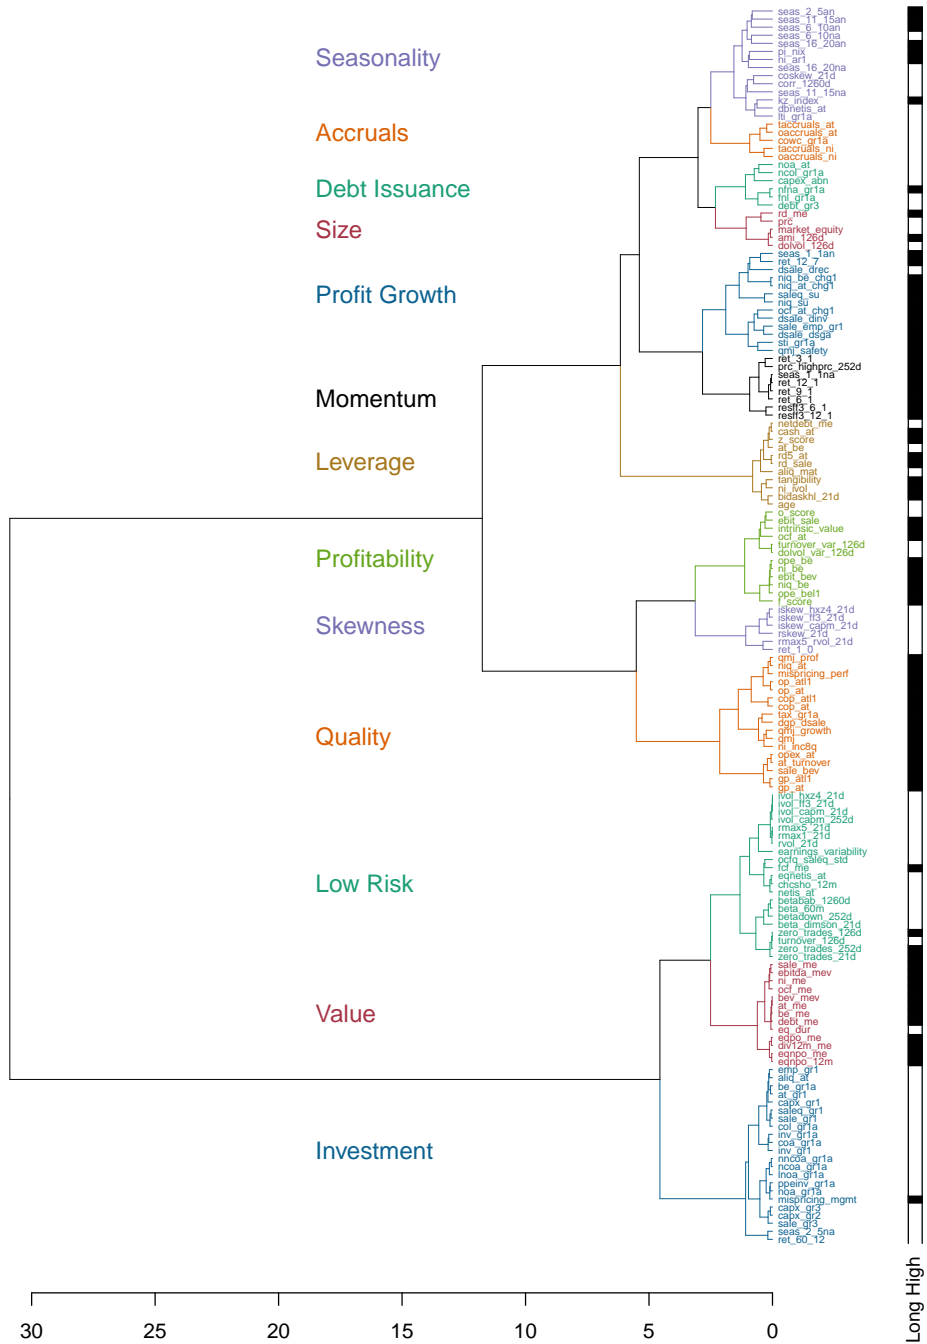 Seasonality
seas_2_5an
seas_11_15an
seas_6_10an
seas_6_10na
seas_16_20an
pi_nix
ni_ar1
seas_16_20na
coskew_21d
corr_1260d
seas_11_15na
kz_index
dbnetis_at
lti_gr1a
Accruals
taccruals_at
oaccruals_at
cowc_gr1a
taccruals_ni
oaccruals_ni
Debt Issuance
noa_at
ncol_gr1a
capex_abn
nfna_gr1a
fnl_gr1a
debt_gr3
Size
rd_me
prc
market_equity
ami_126d
dolvol_126d
Profit Growth
seas_1_1an
ret_12_7
dsale_drec
niq_be_chg1
niq_at_chg1
saleq_su
niq_su
ocf_at_chg1
dsale_dinv
sale_emp_gr1
dsale_dsga
sti_gr1a
qmj_safety
Momentum
ret_3_1
prc_highprc_252d
seas_1_1na
ret_12_1
ret_9_1
ret_6_1
resff3_6_1
resff3_12_1
Leverage
netdebt_me
cash_at
z_score
at_be
rd5_at
rd_sale
aliq_mat
tangibility
ni_ivol
bidaskhl_21d
age
Profitability
o_score
ebit_sale
intrinsic_value
ocf_at
turnover_var_126d
dolvol_var_126d
ope_be
ni_be
ebit_bev
niq_be
ope_bel1
f_score
Skewness
iskew_hxz4_21d
iskew_ff3_21d
iskew_capm_21d
rskew_21d
rmax5_rvol_21d
ret_1_0
Quality
qmj_prof
niq_at
mispricing_perf
op_atl1
op_at
cop_atl1
cop_at
tax_gr1a
dgp_dsale
qmj_growth
qmj
ni_inc8q
opex_at
at_turnover
sale_bev
gp_atl1
gp_at
Low Risk
ivol_hxz4_21d
ivol_ff3_21d
ivol_capm_21d
ivol_capm_252d
rmax5_21d
rmax1_21d
rvol_21d
earnings_variability
ocfq_saleq_std
fcf_me
eqnetis_at
chcsho_12m
netis_at
betabab_1260d
beta_60m
betadown_252d
beta_dimson_21d
zero_trades_126d
turnover_126d
zero_trades_252d
zero_trades_21d
Value
sale_me
ebitda_mev
ni_me
ocf_me
bev_mev
at_me
be_me
debt_me
eq_dur
eqpo_me
div12m_me
eqnpo_me
eqnpo_12m
Investment
emp_gr1
aliq_at
be_gr1a
at_gr1
capx_gr1
saleq_gr1
sale_gr1
col_gr1a
inv_gr1a
coa_gr1a
inv_gr1
nncoa_gr1a
ncoa_gr1a
lnoa_gr1a
ppeinv_gr1a
noa_gr1a
mispricing_mgmt
capx_gr3
capx_gr2
sale_gr3
seas_2_5na
ret_60_12
Long High
30 25 20 15 10 5 0